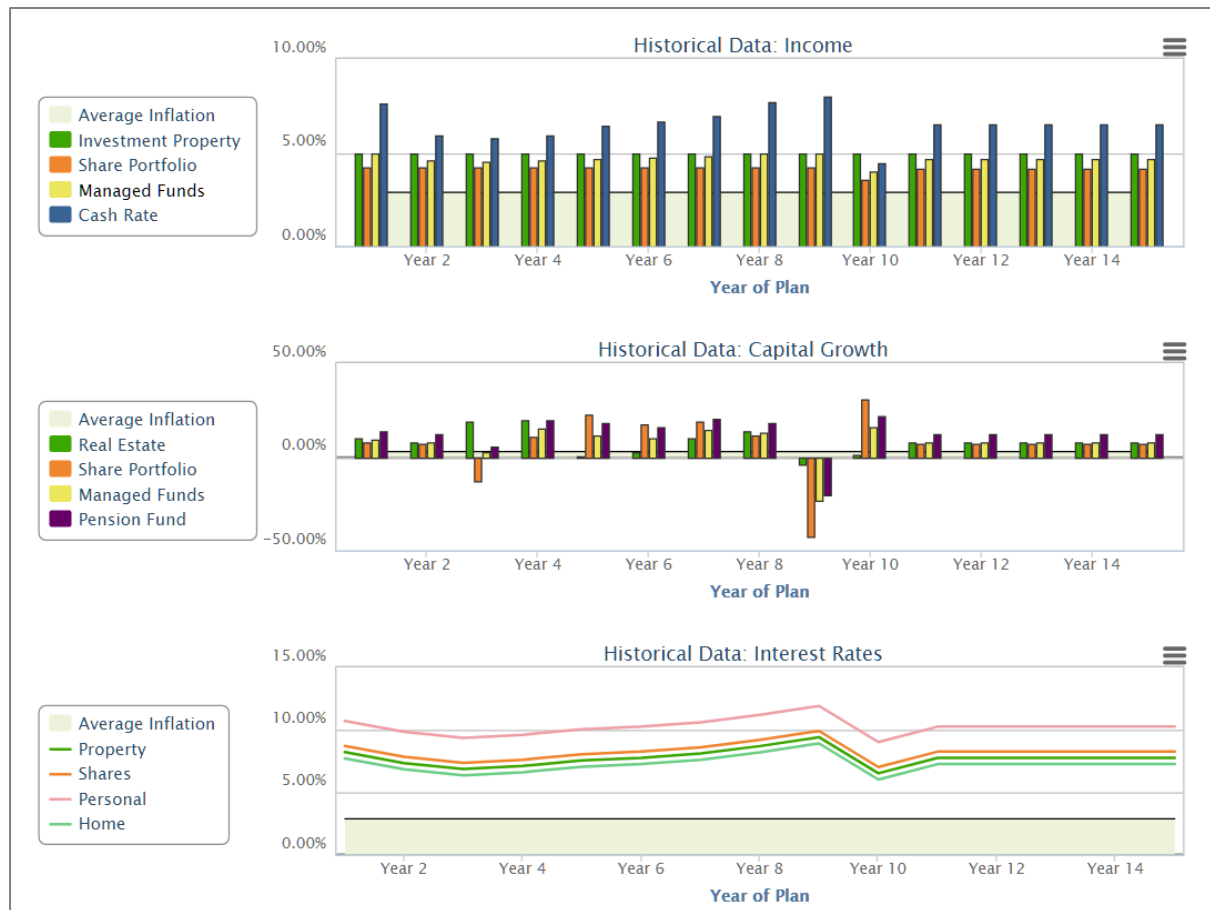 Historical Data: Income
10.00%
5.00%
0.00%
Average Inflation
Investment Property
Share Portfolio
Managed Funds
Cash Rate
Year 2 Year 4 Year 6 Year 8 Year 10 Year 12 Year 14
Year of Plan
Historical Data: Capital Growth
50.00%
0.00%
-50.00%
Average Inflation
Real Estate
Share Portfolio
Managed Funds
Pension Fund
Year 2 Year 4 Year 6 Year 8 Year 10 Year 12 Year 14
Year of Plan
Historical Data: Interest Rates
15.00%
10.00%
5.00%
0.00%
Average Inflation
Property
Shares
Personal
Home
Year 2 Year 4 Year 6 Year 8 Year 10 Year 12 Year 14
Year of Plan